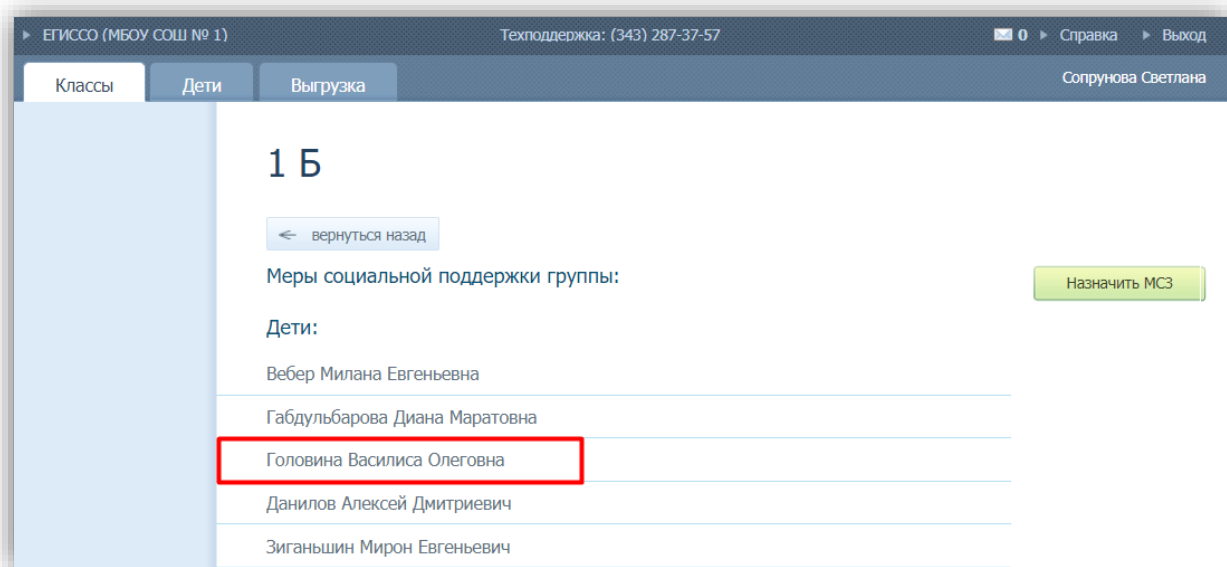 ЕГИССО (МБОУ СОШ № 1) Техподдержка: (343) 287-37-57 0 Справка Выход
Классы Дети Выгрузка Сопрунова Светлана
1 Б
вернуться назад
Меры социальной поддержки группы:
Назначить МСЗ
Дети:
Вебер Милана Евгеньевна
Габдульбарова Диана Маратовна
Головина Василиса Олеговна
Данилов Алексей Дмитриевич
Зиганьшин Мирон Евгеньевич